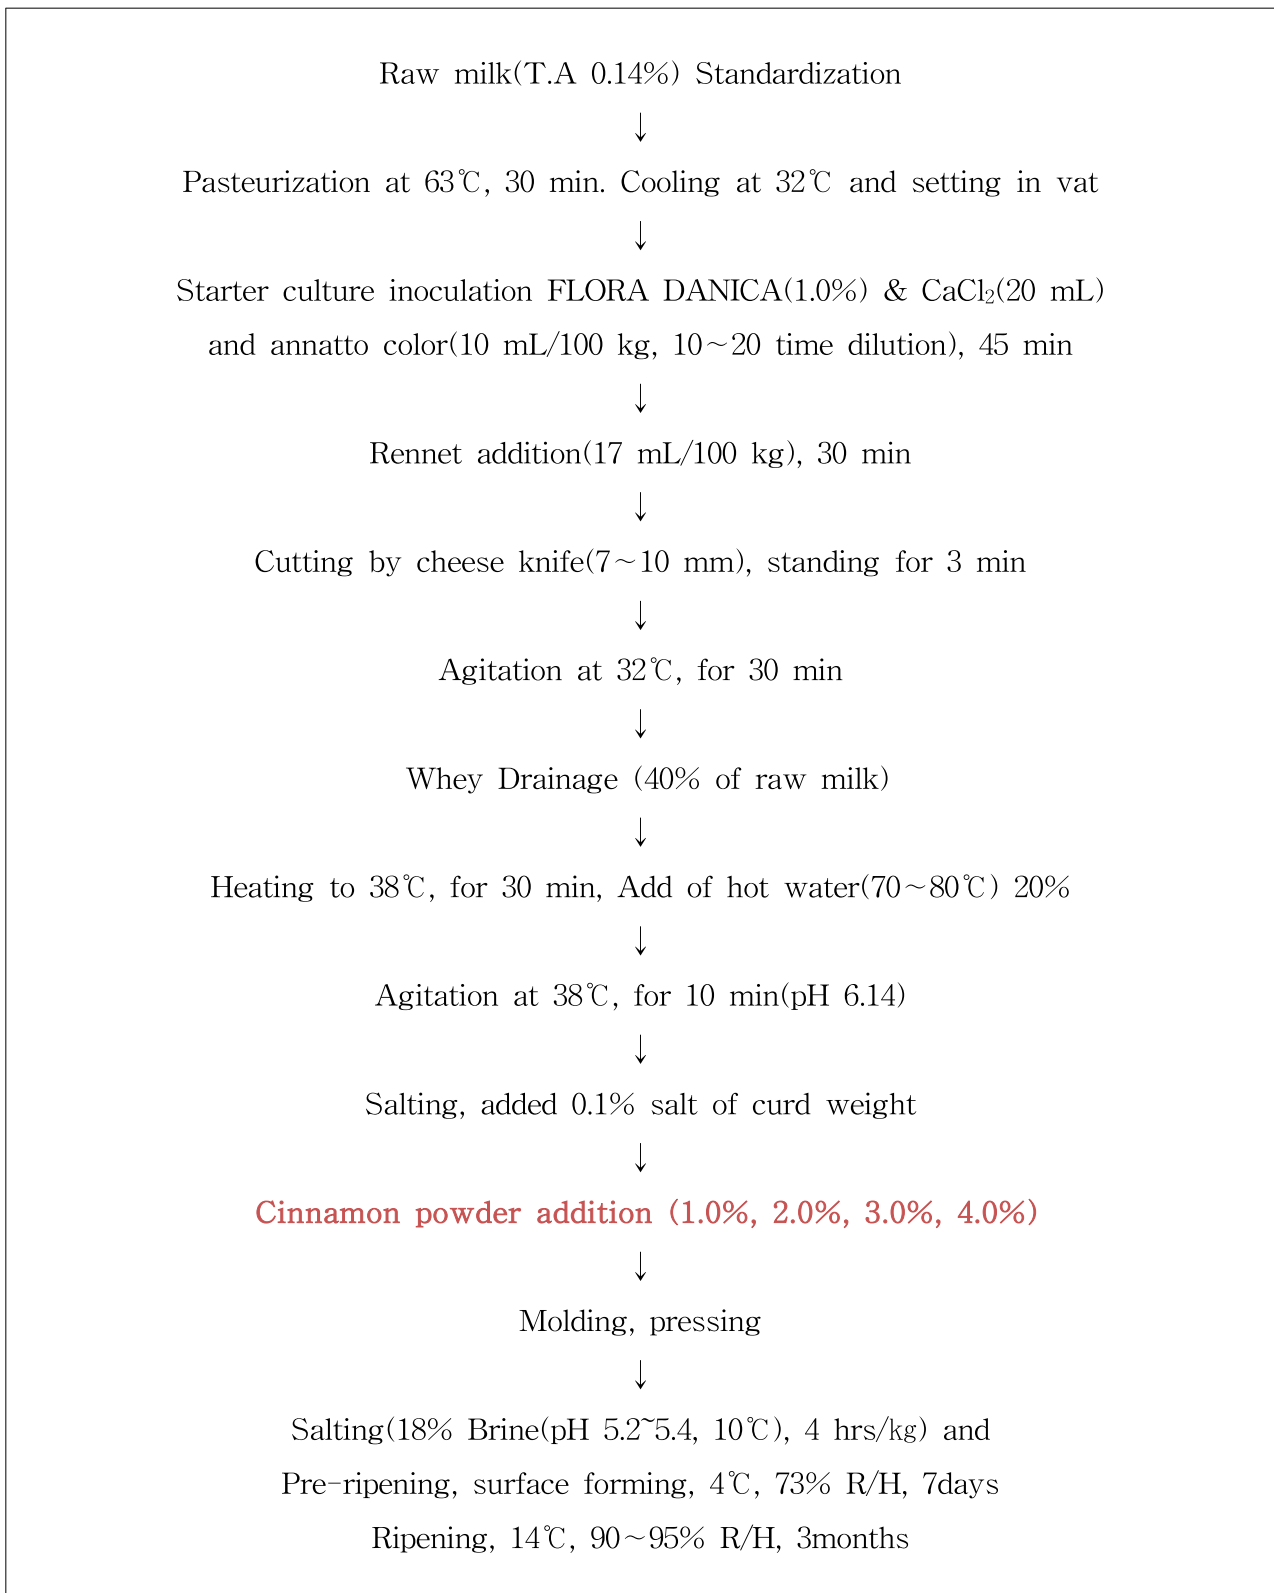 Raw milk(T.A 0.14%) Standardization
↓
Pasteurization at 63℃, 30 min. Cooling at 32℃ and setting in vat
↓
Starter culture inoculation FLORA DANICA(1.0%) & CaCl₂(20 mL)
and annatto color(10 mL/100 kg, 10∼20 time dilution), 45 min
↓
Rennet addition(17 mL/100 kg), 30 min
↓
Cutting by cheese knife(7∼10 mm), standing for 3 min
↓
Agitation at 32℃, for 30 min
↓
Whey Drainage (40% of raw milk)
↓
Heating to 38℃, for 30 min, Add of hot water(70∼80℃) 20%
↓
Agitation at 38℃, for 10 min(pH 6.14)
↓
Salting, added 0.1% salt of curd weight
↓
Cinnamon powder addition (1.0%, 2.0%, 3.0%, 4.0%)
↓
Molding, pressing
↓
Salting(18% Brine(pH 5.2~5.4, 10℃), 4 hrs/㎏) and
Pre-ripening, surface forming, 4℃, 73% R/H, 7days
Ripening, 14℃, 90∼95% R/H, 3months